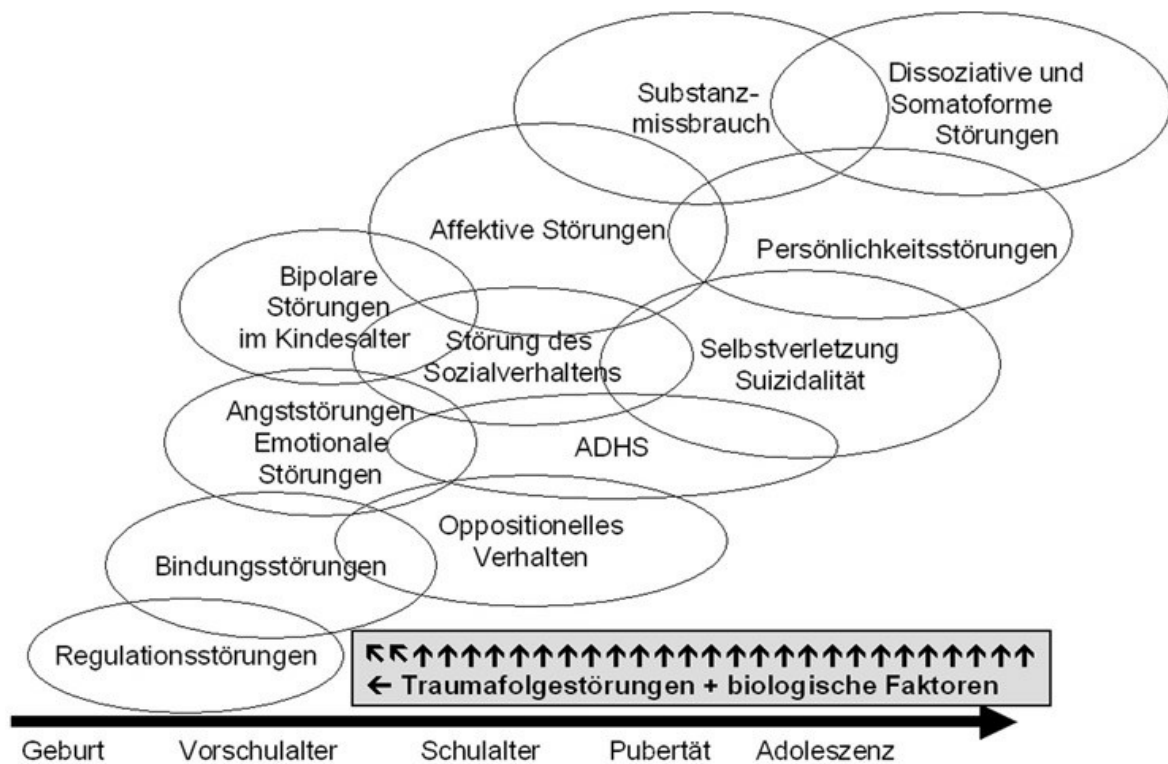 Substanz-
missbrauch
Dissoziative und
Somatoforme
Störungen
Affektive Störungen
Persönlichkeitsstörungen
Bipolare
Störungen
im Kindesalter
Störung des
Sozialverhaltens
Selbstverletzung
Suizidalität
Angststörungen
Emotionale
Störungen
ADHS
Oppositionelles
Verhalten
Bindungsstörungen
Regulationsstörungen
Traumafolgestörungen + biologische Faktoren
Geburt Vorschulalter Schulalter Pubertät Adoleszenz